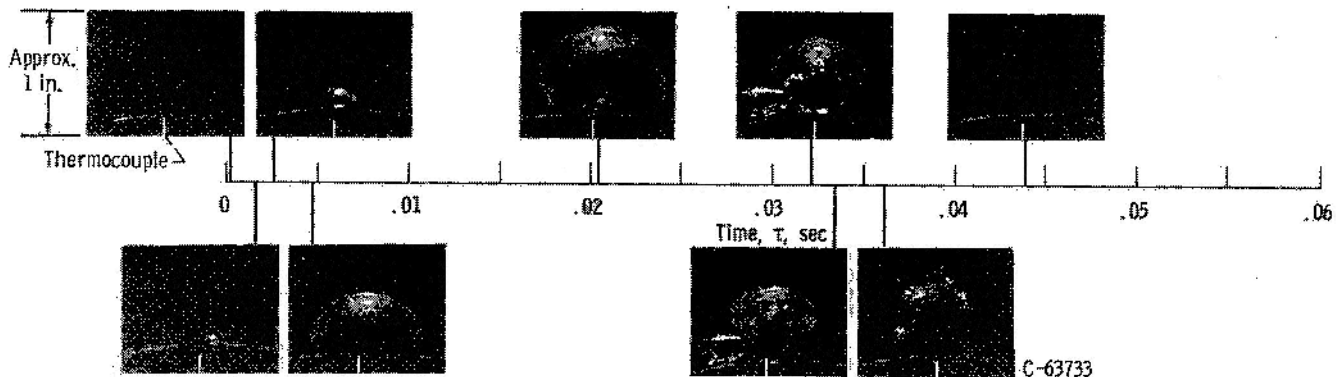 Approx.
1 in.
Thermocouple
0 .01 .02 .03 .04 .05 .06
Time, τ, sec
C-63733